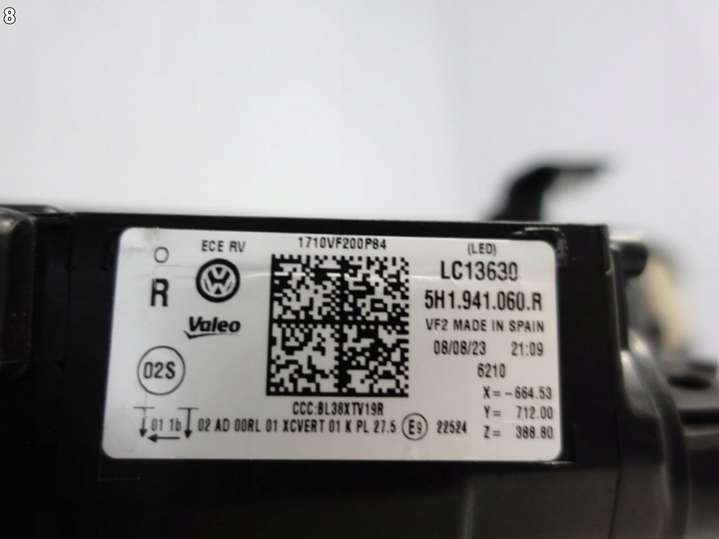 8
ECE RV
1710VF200P84
(LED)
LC13630
R
5H1.941.060.R
Valeo
VF2 MADE IN SPAIN
08/08/23 21:09
02S
6210
X=-664.53
CCC:BL38XTV19R
Y= 712.00
01 1b 02 AD 00RL 01 XCVERT 01 K PL 27.5 E9 22524
Z= 388.80